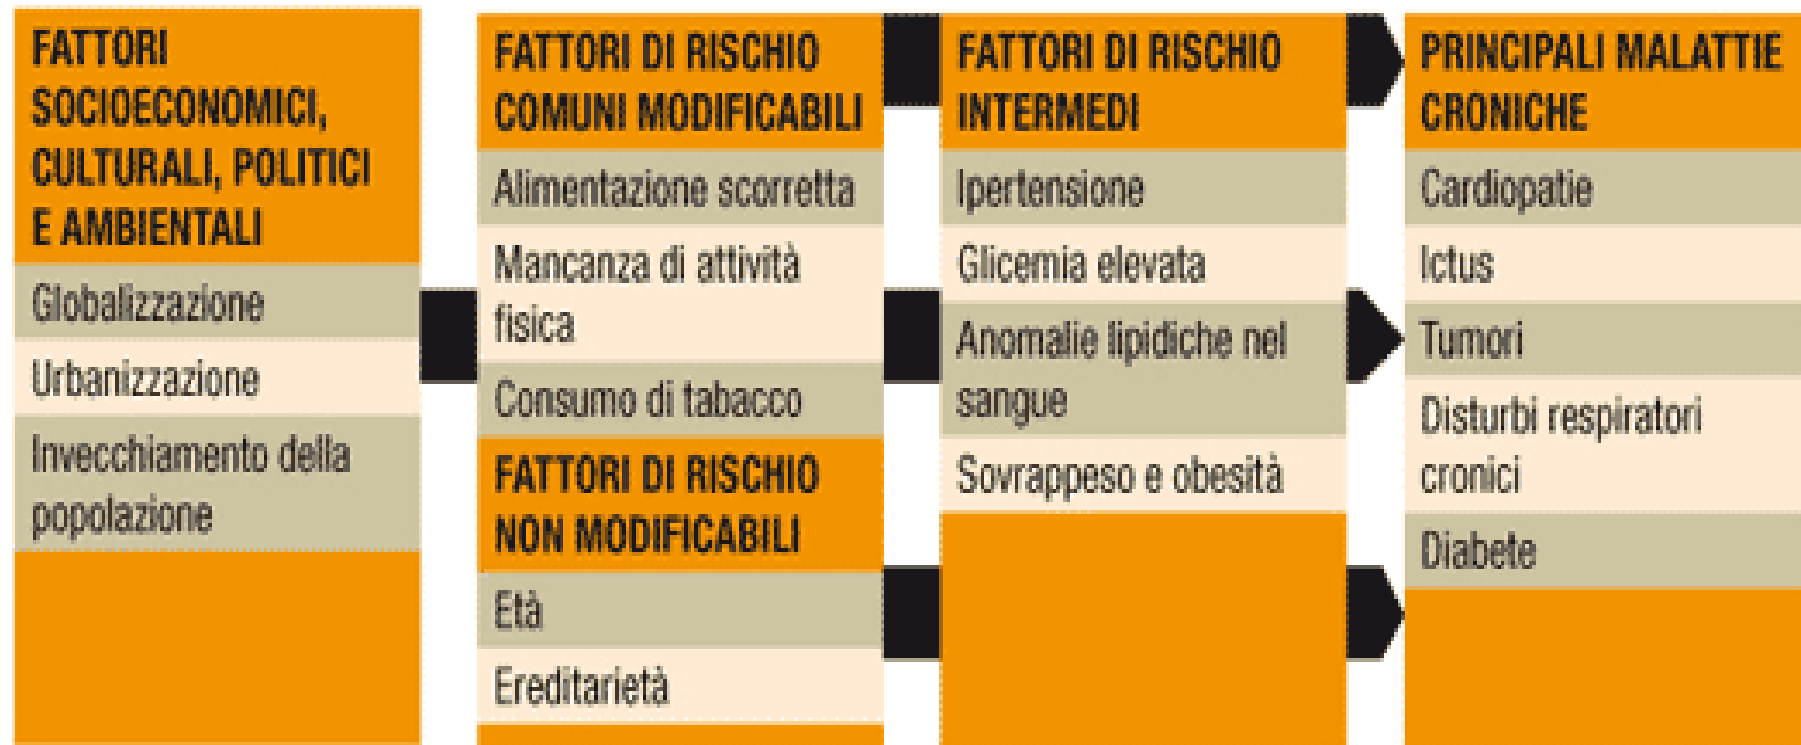 FATTORI
SOCIOECONOMICI,
CULTURALI, POLITICI
E AMBIENTALI
Globalizzazione
Urbanizzazione
Invecchiamento della
popolazione
FATTORI DI RISCHIO
COMUNI MODIFICABILI
Alimentazione scorretta
Mancanza di attività
fisica
Consumo di tabacco
FATTORI DI RISCHIO
NON MODIFICABILI
Età
Ereditarietà
FATTORI DI RISCHIO
INTERMEDI
Ipertensione
Glicemia elevata
Anomalie lipidiche nel
sangue
Sovrappeso e obesità
PRINCIPALI MALATTIE
CRONICHE
Cardiopatie
Ictus
Tumori
Disturbi respiratori
cronici
Diabete